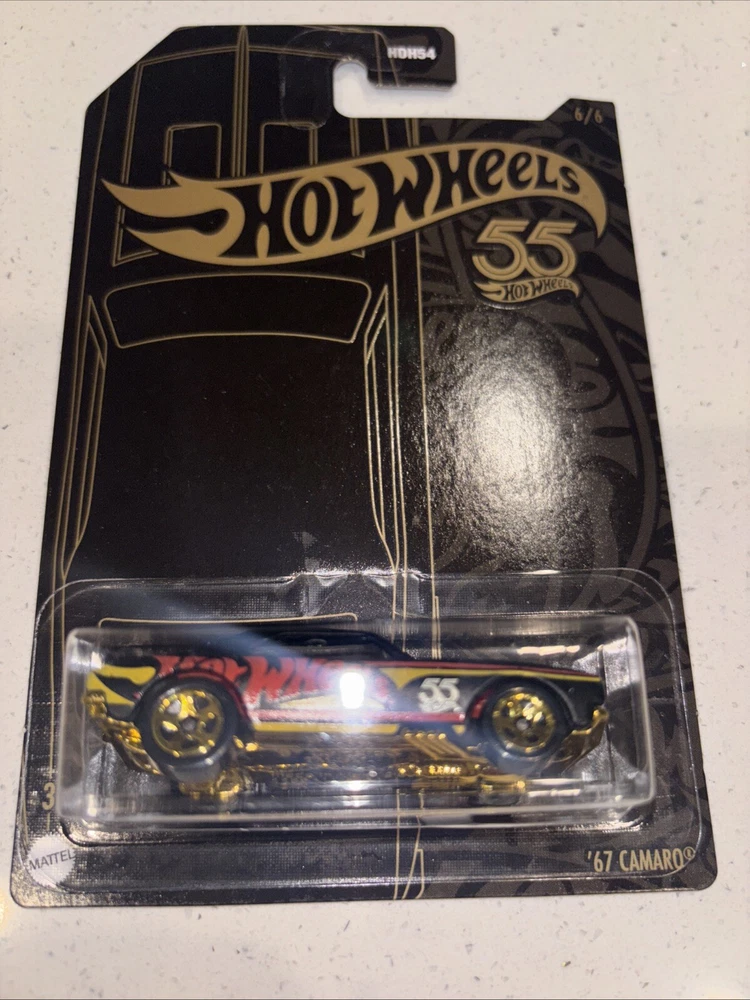 HDH54
6/6
HOT WHEELS
55
HOT WHEELS
HOT WHEELS
55
3
MATTEL
'67 CAMARO®